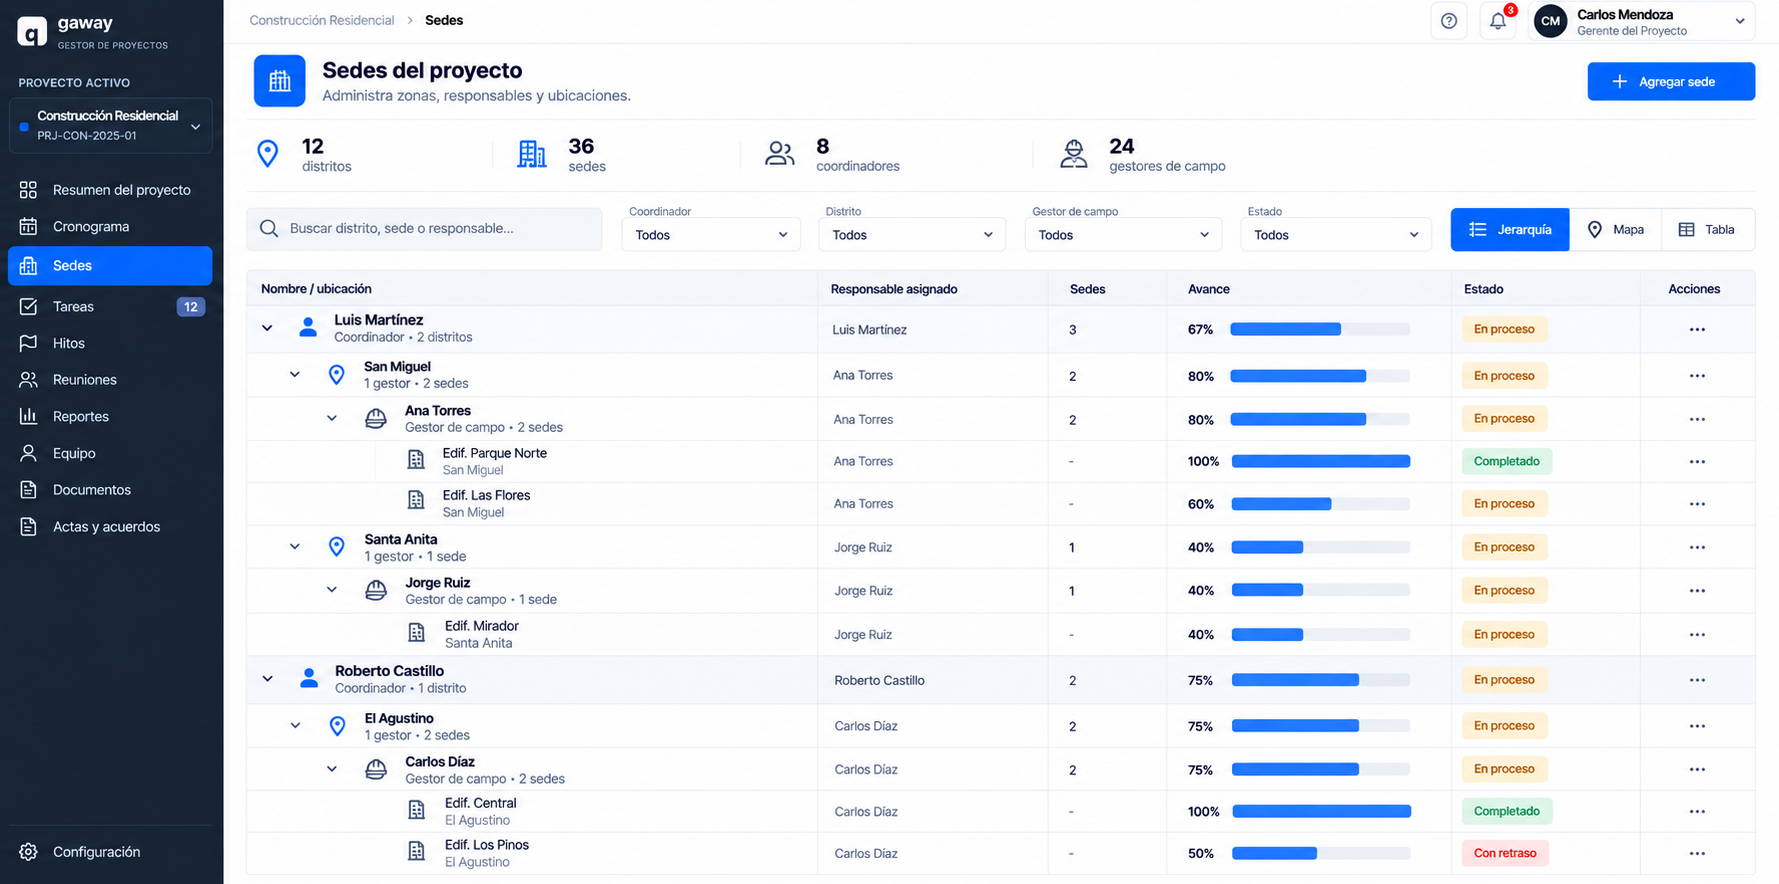 q
gaway
GESTOR DE PROYECTOS
PROYECTO ACTIVO
Construcción Residencial
PRJ-CON-2025-01
Resumen del proyecto
Cronograma
Sedes
Tareas 12
Hitos
Reuniones
Reportes
Equipo
Documentos
Actas y acuerdos
Configuración
Construcción Residencial > Sedes
? 3 CM Carlos Mendoza
Gerente del Proyecto
Sedes del proyecto
Administra zonas, responsables y ubicaciones.
+ Agregar sede
12
distritos
36
sedes
8
coordinadores
24
gestores de campo
Buscar distrito, sede o responsable...
Coordinador
Todos
Distrito
Todos
Gestor de campo
Todos
Estado
Todos
Jerarquía Mapa Tabla
Nombre / ubicación Responsable asignado Sedes Avance Estado Acciones
Luis Martínez
Coordinador • 2 distritos
Luis Martínez 3 67% En proceso ...
San Miguel
1 gestor • 2 sedes
Ana Torres 2 80% En proceso ...
Ana Torres
Gestor de campo • 2 sedes
Ana Torres 2 80% En proceso ...
Edif. Parque Norte
San Miguel
Ana Torres - 100% Completado ...
Edif. Las Flores
San Miguel
Ana Torres - 60% En proceso ...
Santa Anita
1 gestor • 1 sede
Jorge Ruiz 1 40% En proceso ...
Jorge Ruiz
Gestor de campo • 1 sede
Jorge Ruiz 1 40% En proceso ...
Edif. Mirador
Santa Anita
Jorge Ruiz - 40% En proceso ...
Roberto Castillo
Coordinador • 1 distrito
Roberto Castillo 2 75% En proceso ...
El Agustino
1 gestor • 2 sedes
Carlos Díaz 2 75% En proceso ...
Carlos Díaz
Gestor de campo • 2 sedes
Carlos Díaz 2 75% En proceso ...
Edif. Central
El Agustino
Carlos Díaz - 100% Completado ...
Edif. Los Pinos
El Agustino
Carlos Díaz - 50% Con retraso ...